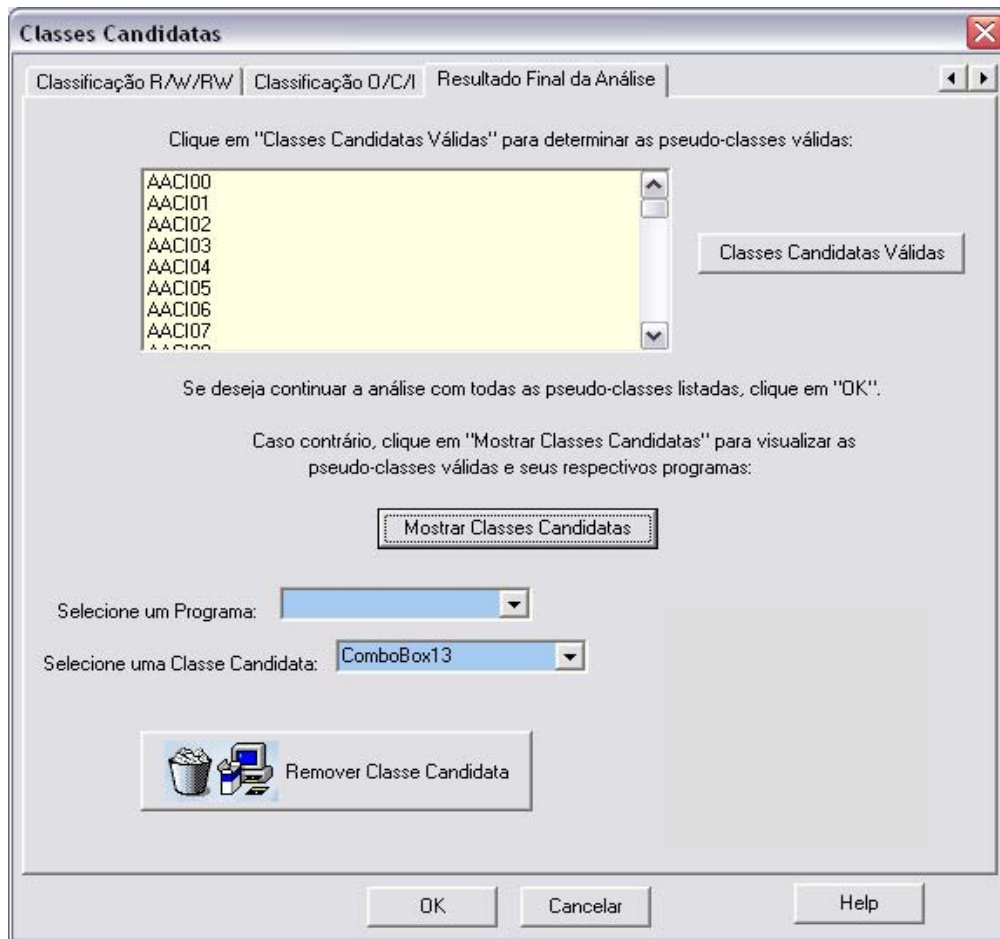 Classes Candidatas
Classificação R/W/RW
Classificação O/C/I
Resultado Final da Análise
Clique em "Classes Candidatas Válidas" para determinar as pseudo-classes válidas:
AACI00
AACI01
AACI02
AACI03
AACI04
AACI05
AACI06
AACI07
Classes Candidatas Válidas
Se deseja continuar a análise com todas as pseudo-classes listadas, clique em "OK".
Caso contrário, clique em "Mostrar Classes Candidatas" para visualizar as
pseudo-classes válidas e seus respectivos programas:
Mostrar Classes Candidatas
Selecione um Programa:
Selecione uma Classe Candidata:
ComboBox13
Remover Classe Candidata
OK
Cancelar
Help